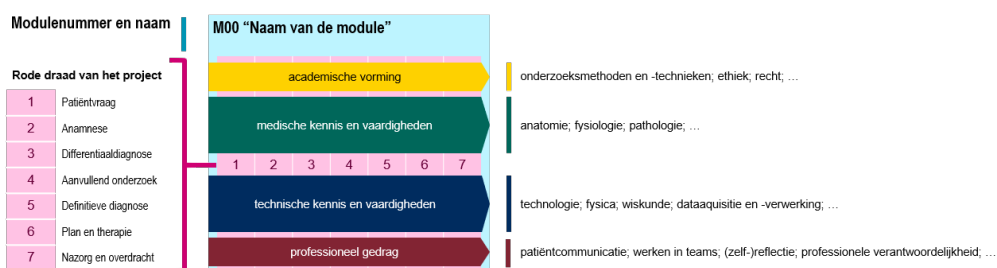 Modulenummer en naam
M00 “Naam van de module”
Rode draad van het project
1 Patiëntvraag
2 Anamnese
3 Differentiaaldiagnose
4 Aanvullend onderzoek
5 Definitieve diagnose
6 Plan en therapie
7 Nazorg en overdracht
academische vorming
onderzoeksmethoden en -technieken; ethiek; recht; …
medische kennis en vaardigheden
anatomie; fysiologie; pathologie; …
1 2 3 4 5 6 7
technische kennis en vaardigheden
technologie; fysica; wiskunde; dataaquisitie en -verwerking; …
professioneel gedrag
patiëntcommunicatie; werken in teams; (zelf-)reflectie; professionele verantwoordelijkheid; …